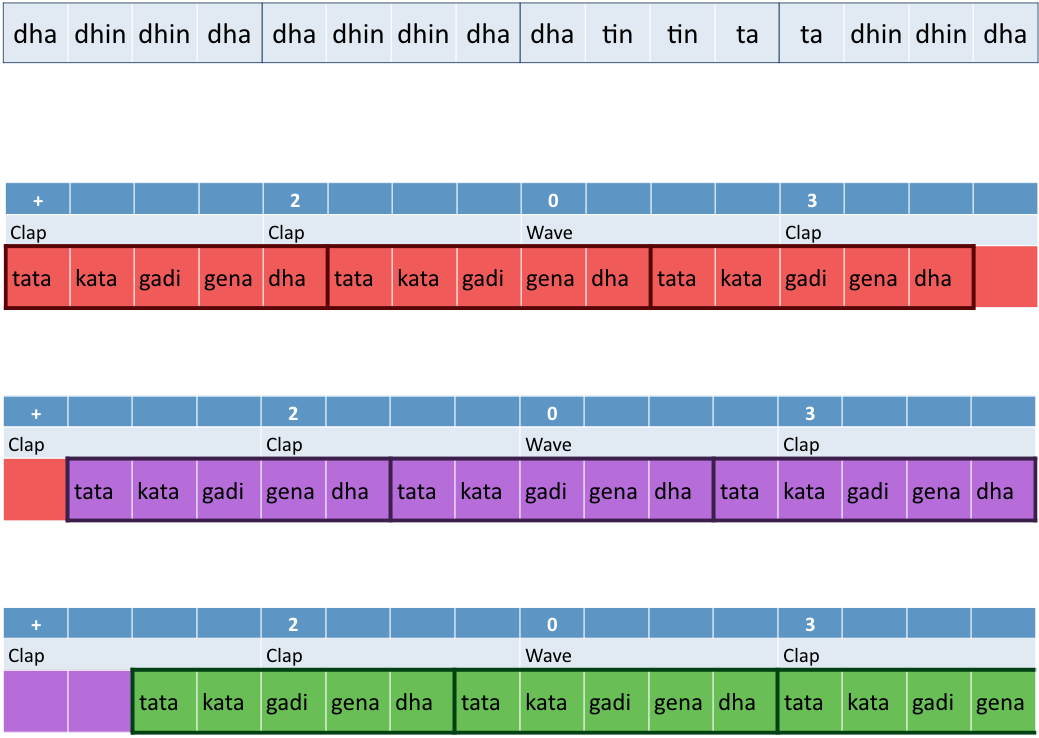 dha dhin dhin dha dha dhin dhin dha dha tin tin ta ta dhin dhin dha
+ 2 0 3
Clap Clap Wave Clap
tata kata gadi gena dha tata kata gadi gena dha tata kata gadi gena dha
+ 2 0 3
Clap Clap Wave Clap
tata kata gadi gena dha tata kata gadi gena dha tata kata gadi gena dha
+ 2 0 3
Clap Clap Wave Clap
tata kata gadi gena dha tata kata gadi gena dha tata kata gadi gena